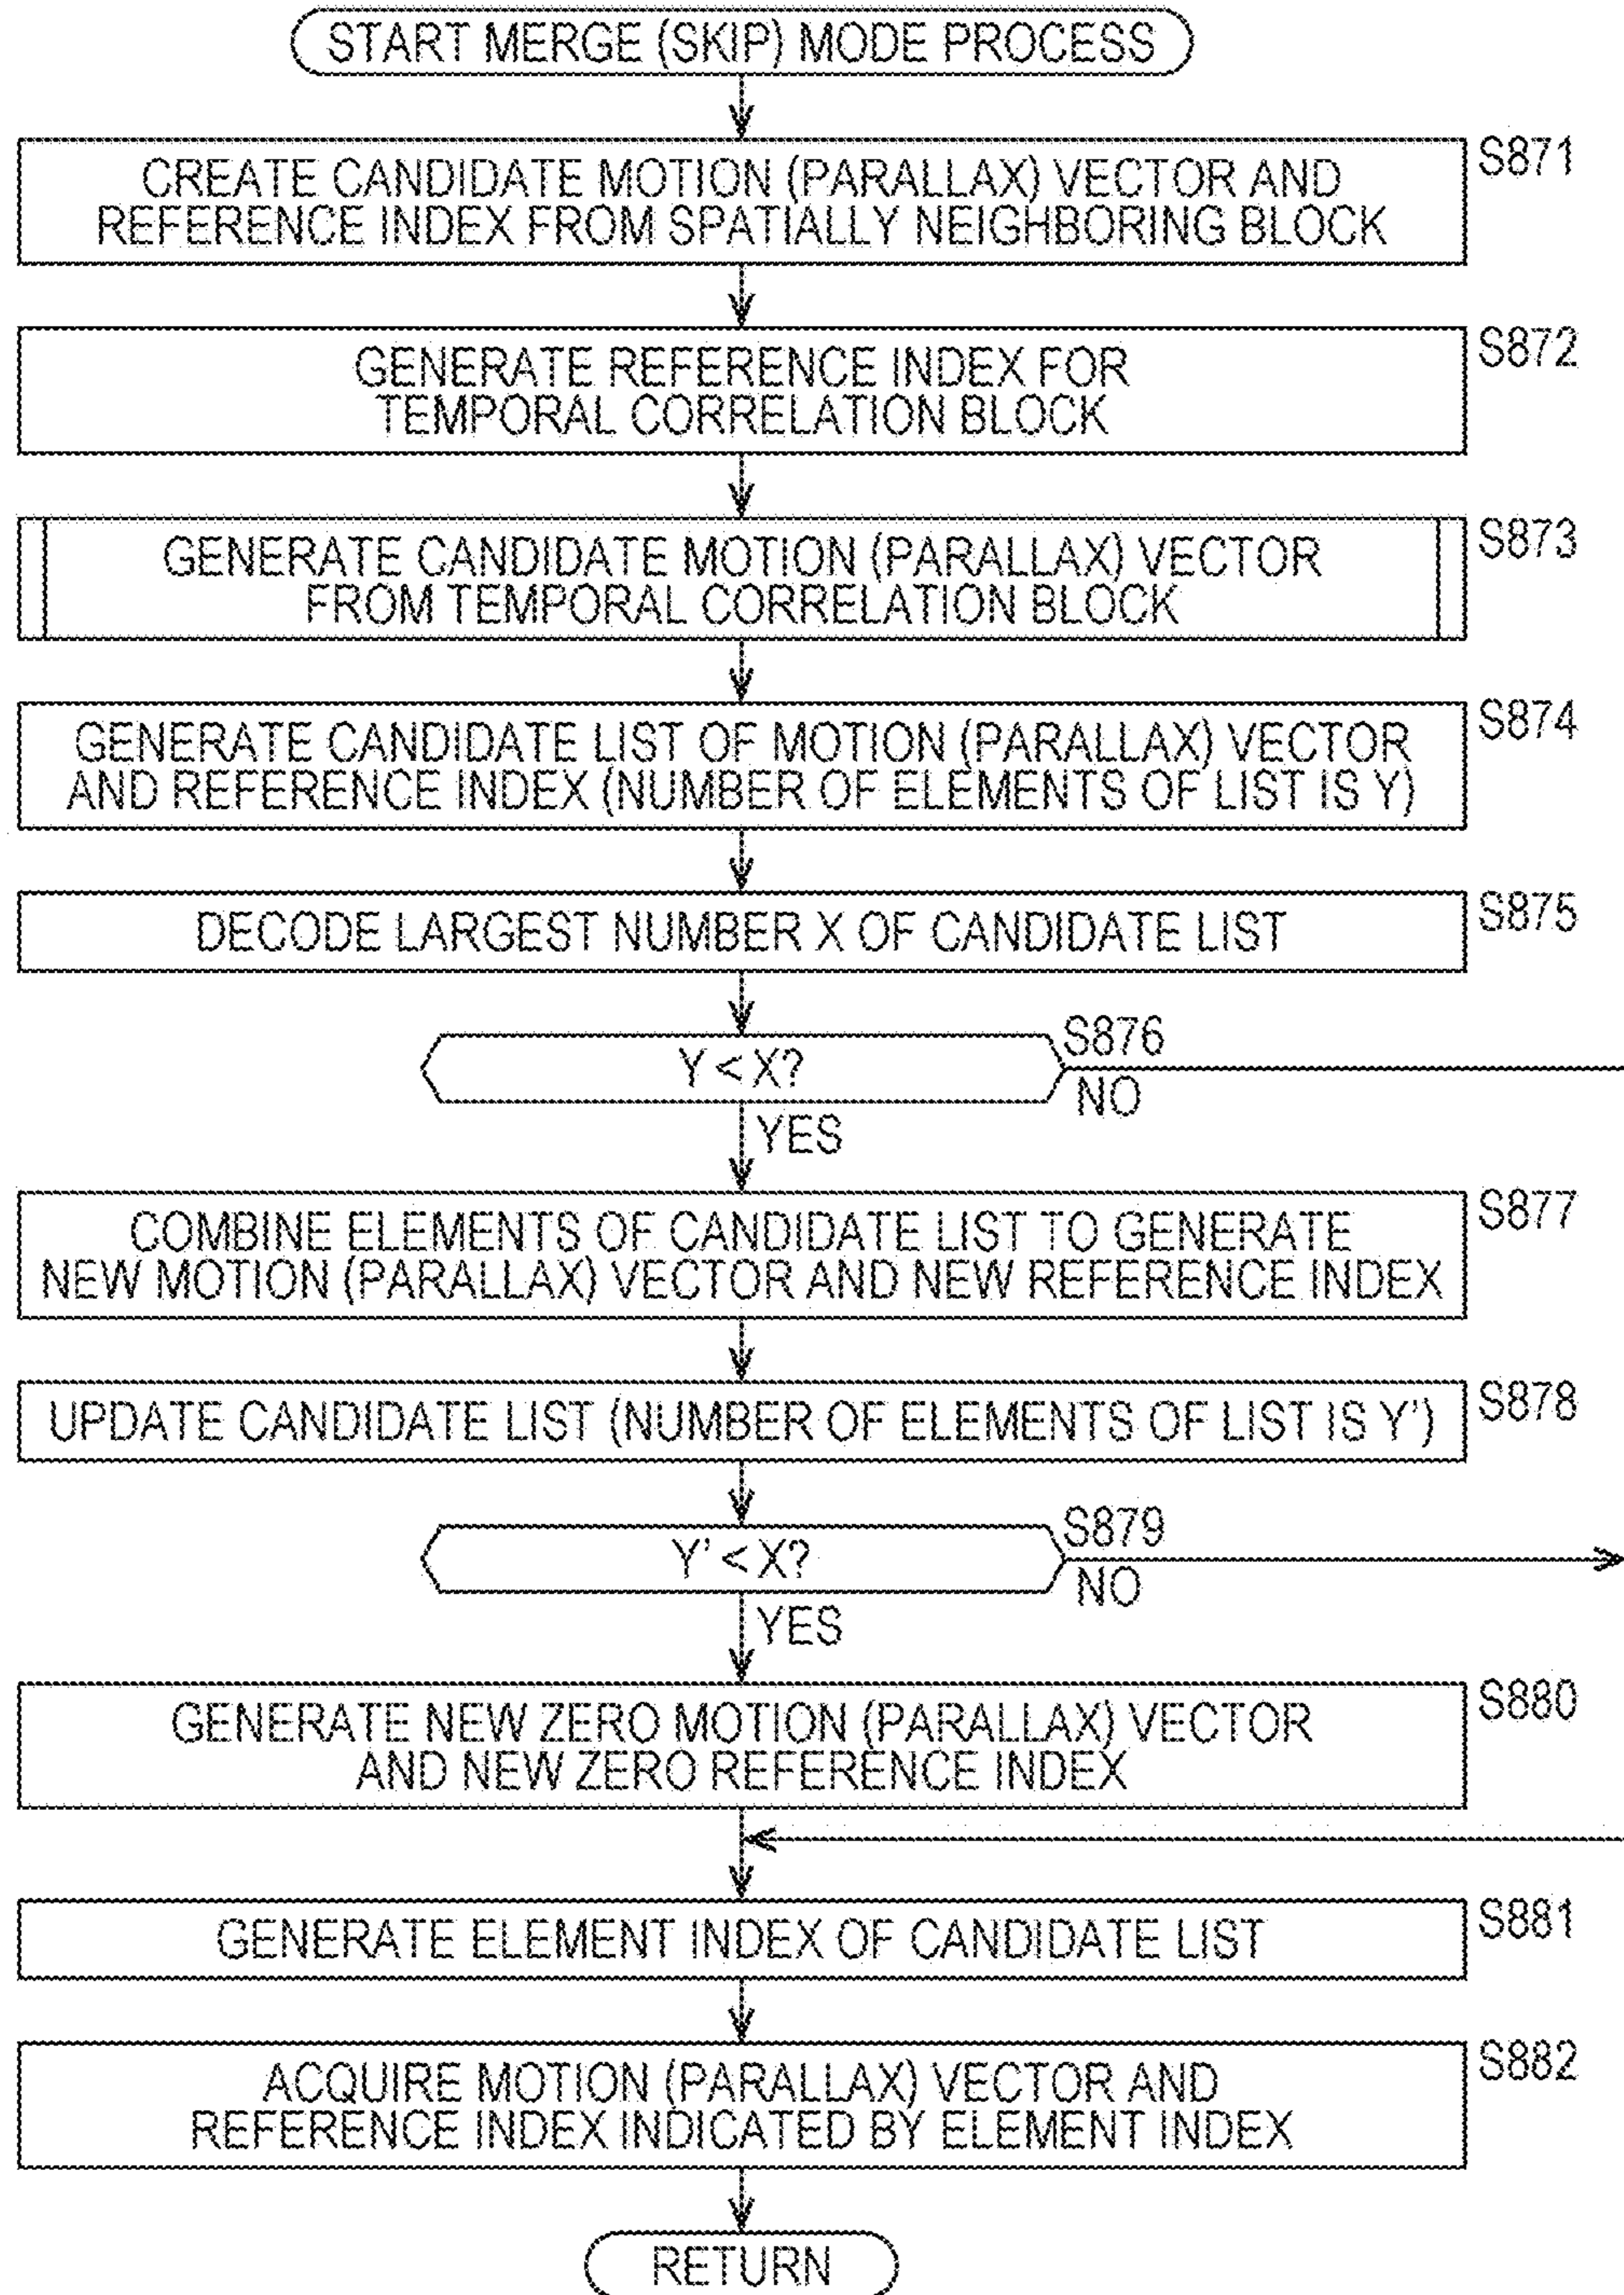 START MERGE (SKIP) MODE PROCESS
S871
CREATE CANDIDATE MOTION (PARALLAX) VECTOR AND
REFERENCE INDEX FROM SPATIALLY NEIGHBORING BLOCK
S872
GENERATE REFERENCE INDEX FOR
TEMPORAL CORRELATION BLOCK
S873
GENERATE CANDIDATE MOTION (PARALLAX) VECTOR
FROM TEMPORAL CORRELATION BLOCK
S874
GENERATE CANDIDATE LIST OF MOTION (PARALLAX) VECTOR
AND REFERENCE INDEX (NUMBER OF ELEMENTS OF LIST IS Y)
S875
DECODE LARGEST NUMBER X OF CANDIDATE LIST
S876
Y < X?
NO
YES
S877
COMBINE ELEMENTS OF CANDIDATE LIST TO GENERATE
NEW MOTION (PARALLAX) VECTOR AND NEW REFERENCE INDEX
S878
UPDATE CANDIDATE LIST (NUMBER OF ELEMENTS OF LIST IS Y')
S879
Y' < X?
NO
YES
S880
GENERATE NEW ZERO MOTION (PARALLAX) VECTOR
AND NEW ZERO REFERENCE INDEX
S881
GENERATE ELEMENT INDEX OF CANDIDATE LIST
S882
ACQUIRE MOTION (PARALLAX) VECTOR AND
REFERENCE INDEX INDICATED BY ELEMENT INDEX
RETURN